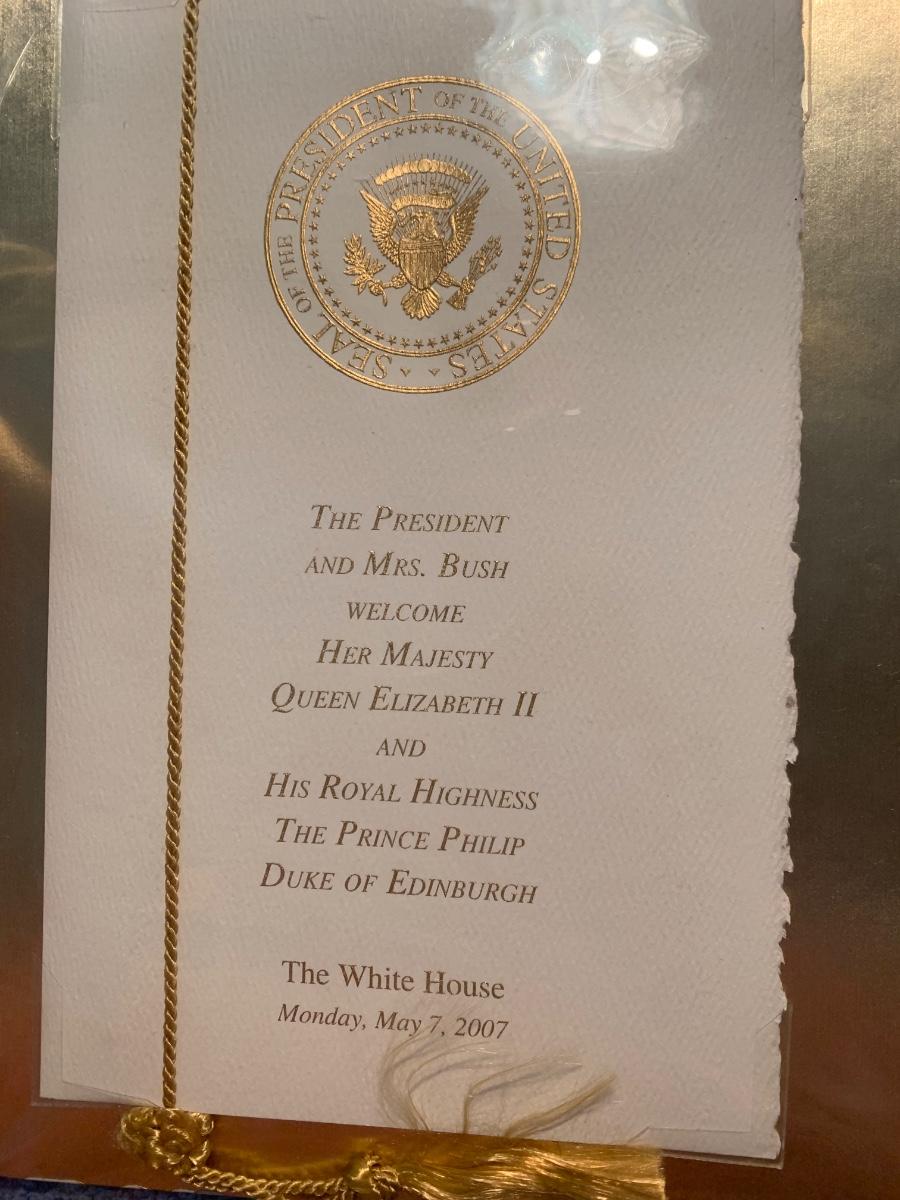 SEAL OF THE PRESIDENT OF THE UNITED STATES
THE PRESIDENT
AND MRS. BUSH
WELCOME
HER MAJESTY
QUEEN ELIZABETH II
AND
HIS ROYAL HIGHNESS
THE PRINCE PHILIP
DUKE OF EDINBURGH
The White House
Monday, May 7, 2007